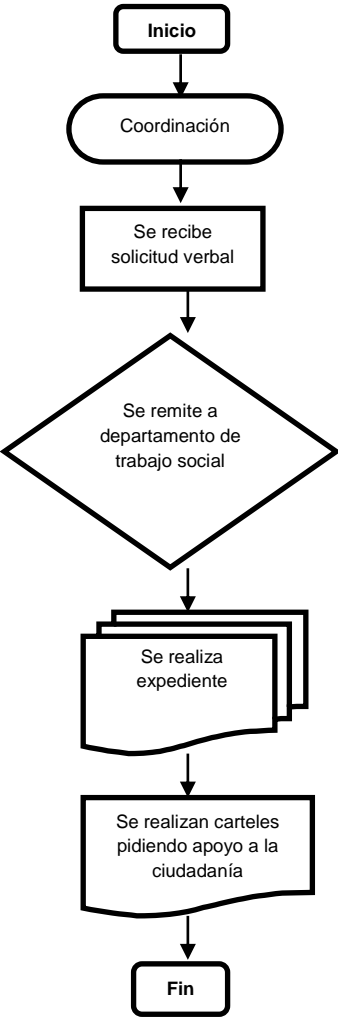 Inicio
Coordinación
Se recibe
solicitud verbal
Se remite a
departamento de
trabajo social
Se realiza
expediente
Se realizan carteles
pidiendo apoyo a la
ciudadanía
Fin